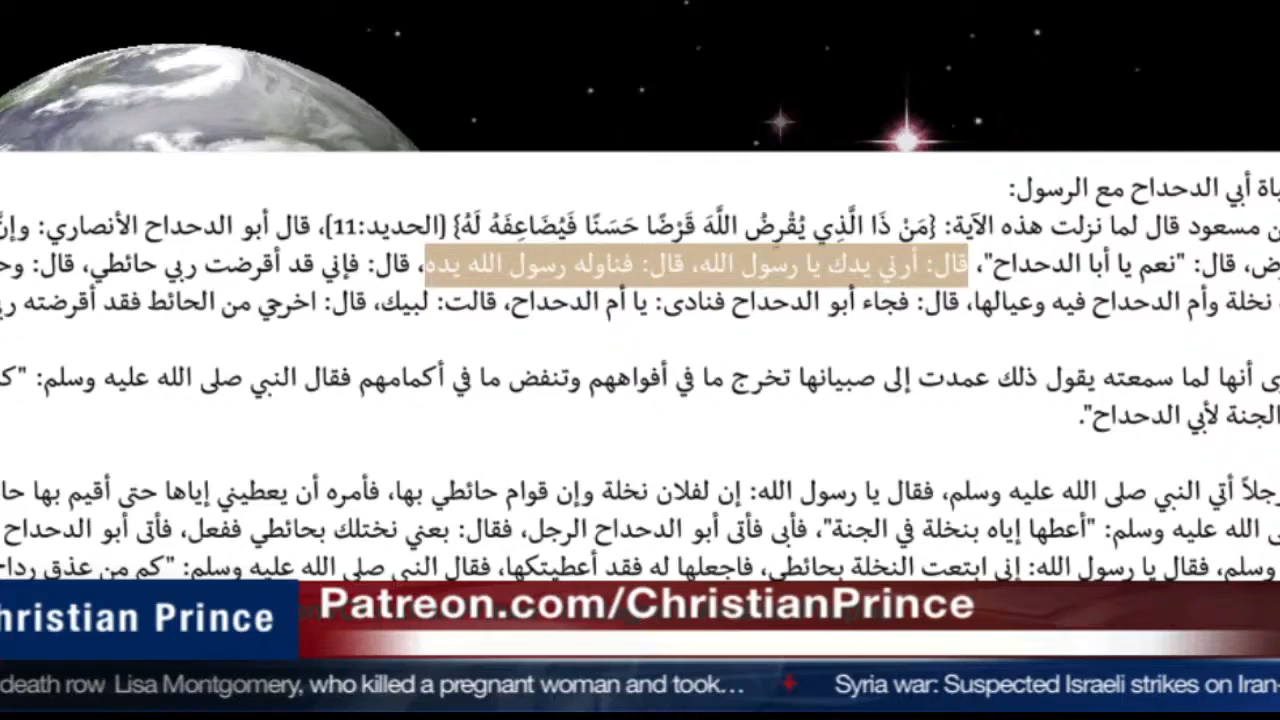 اة أبي الدحداح مع الرسول:
ن مسعود قال لما نزلت هذه الآية: {مَنْ ذَا الَّذِي يُقْرِضُ اللَّهَ قَرْضًا حَسَنًا فَيُضَاعِفَهُ لَهُ} [الحديد:11]، قال أبو الدحداح الأنصاري:
ض، قال: "نعم يا أبا الدحداح"، قال: أرني يدك يا رسول الله، قال: فناوله رسول الله يده، قال: فإني قد أقرضت ربي حائطي، قال:
نخلة وأم الدحداح فيه وعيالها، قال: فجاء أبو الدحداح فنادى: يا أم الدحداح، قالت: لبيك، قال: اخرجي من الحائط فقد أقرضته
ى أنها لما سمعته يقول ذلك عمدت إلى صبيانها تخرج ما في أفواههم وتنفض ما في أكمامهم فقال النبي صلى الله عليه وسلم:
الجنة لأبي الدحداح".
جلاً أتي النبي صلى الله عليه وسلم، فقال يا رسول الله: إن لفلان نخلة وإن قوام حائطي بها، فأمره أن يعطيني إياها حتى أقيم بها
ى الله عليه وسلم: "أعطها إياه بنخلة في الجنة"، فأبى فأتى أبو الدحداح الرجل، فقال: بعني نختلك بحائطي ففعل، فأتى أبو الدحداح
وسلم، فقال يا رسول الله: إني ابتعت النخلة بحائطي، فاجعلها له فقد أعطيتكها، فقال النبي صلى الله عليه وسلم: "كم من عذق رداح
hristian Prince
Patreon.com/ChristianPrince
death row Lisa Montgomery, who killed a pregnant woman and took... Syria war: Suspected Israeli strikes on Iran-